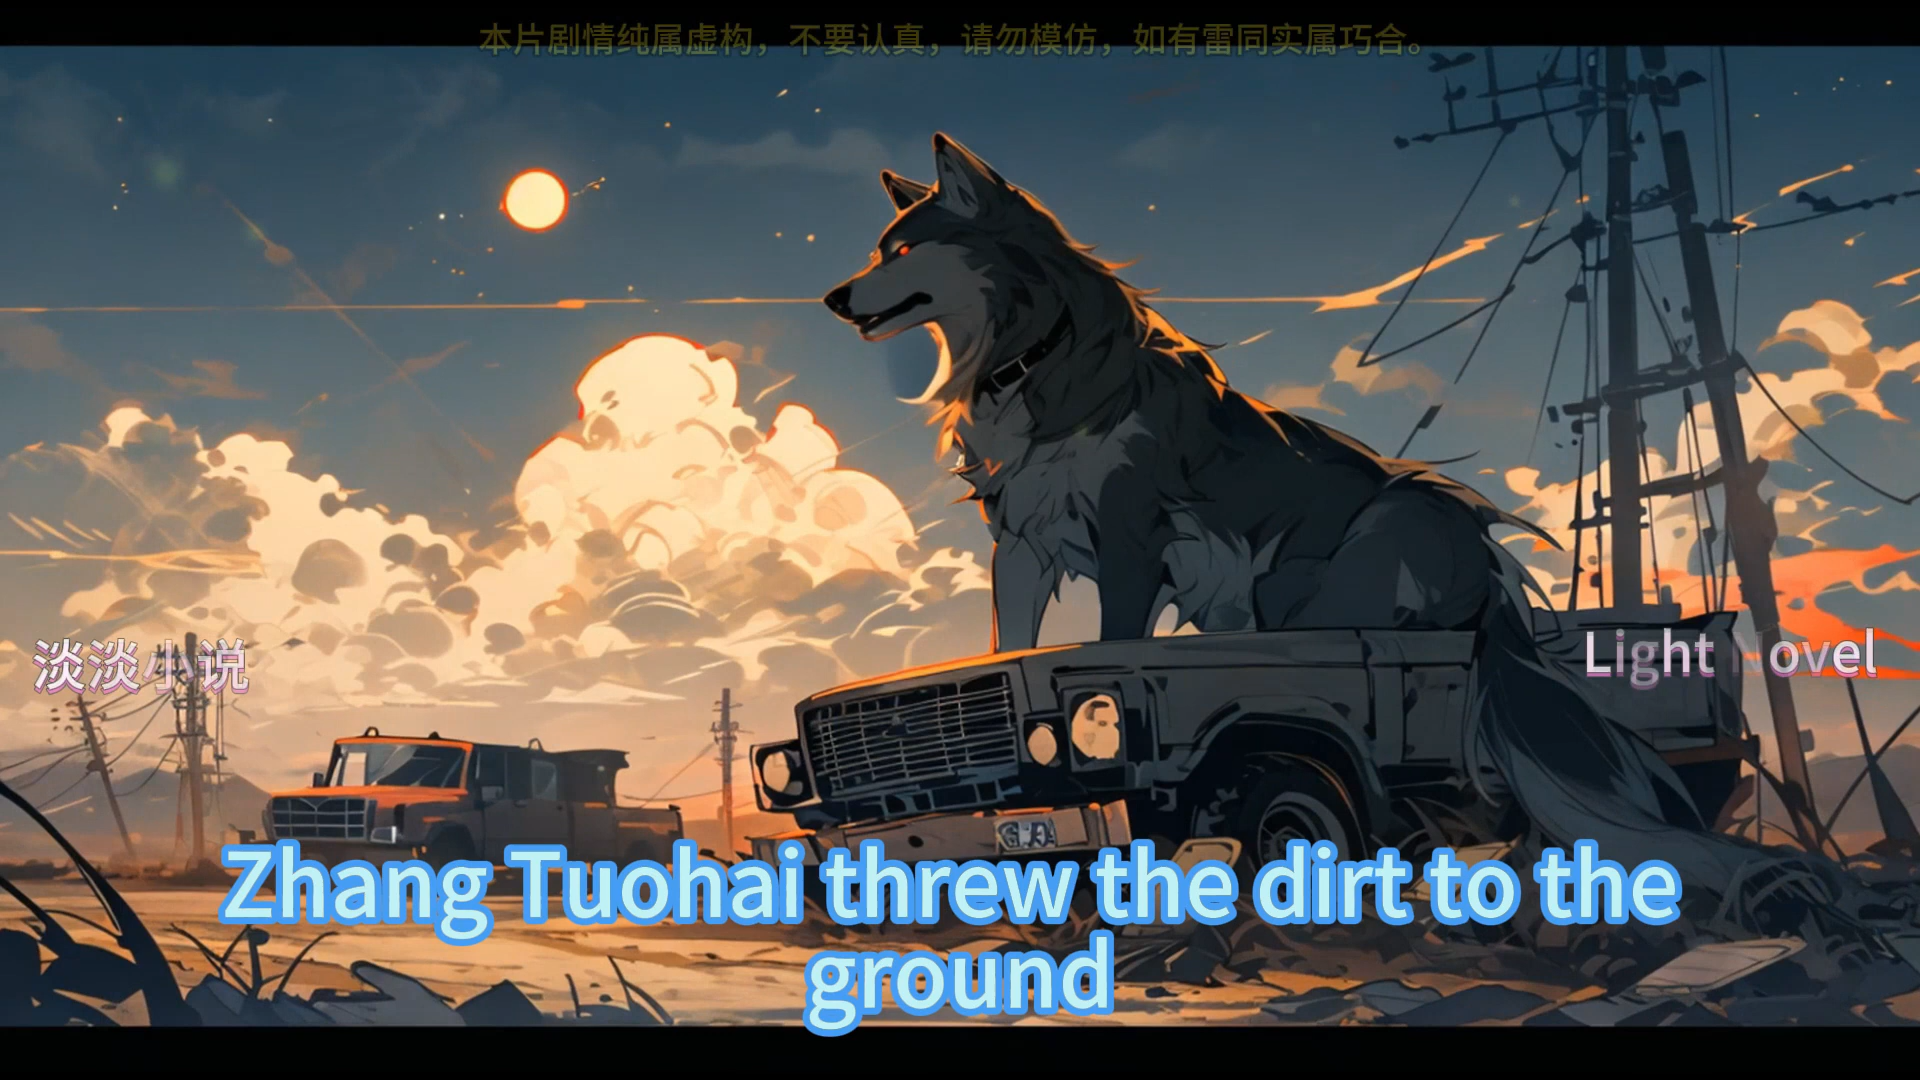 本片剧情纯属虚构，不要认真，请勿模仿，如有雷同实属巧合。
淡淡小说
Light Novel
Zhang Tuohai threw the dirt to the
ground